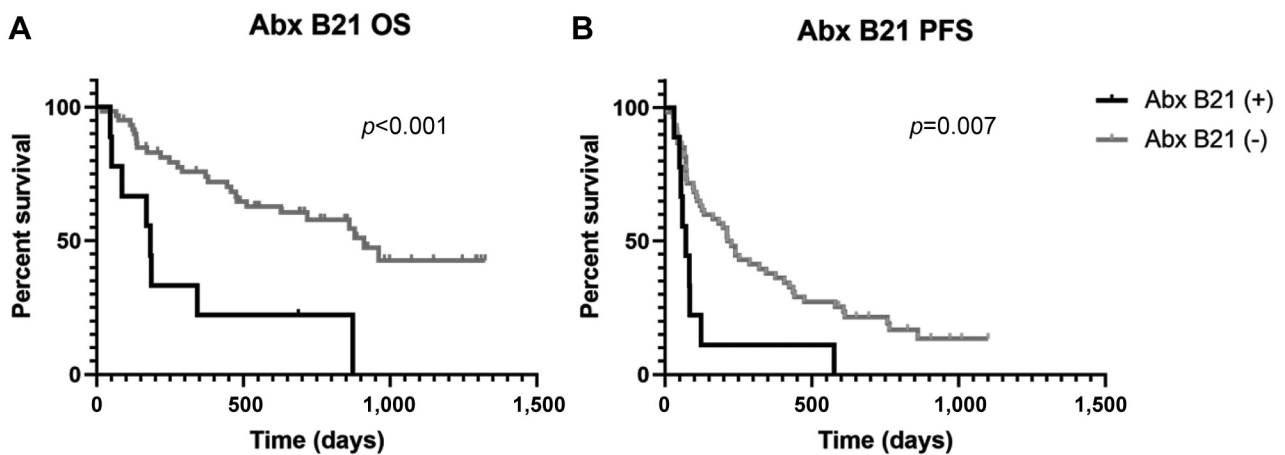 A
Abx B21 OS
Percent survival
100
50
0
p<0.001
0
500
1,000
1,500
Time (days)
B
Abx B21 PFS
Percent survival
100
50
0
p=0.007
0
500
1,000
1,500
Time (days)
Abx B21 (+)
Abx B21 (-)